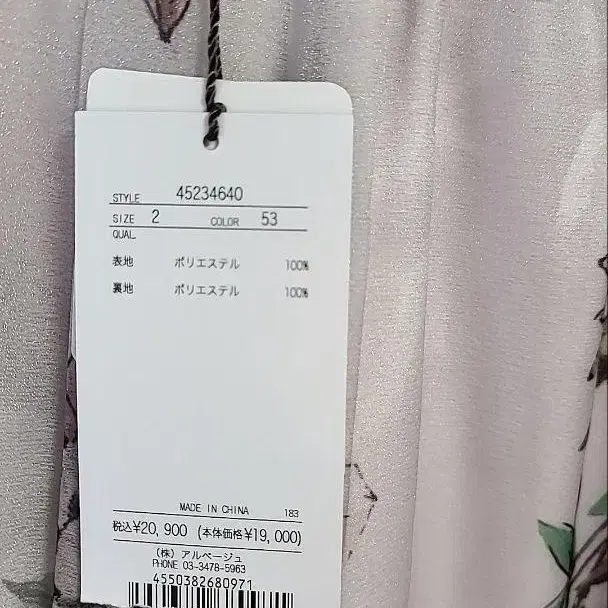 STYLE 45234640
SIZE 2 COLOR 53
QUAL
表地 ポリエステル 100%
裏地 ポリエステル 100%
MADE IN CHINA 183
税込¥20,900 (本体価格¥19,000)
(株) アルページュ
PHONE 03-3478-5963
4550382680971